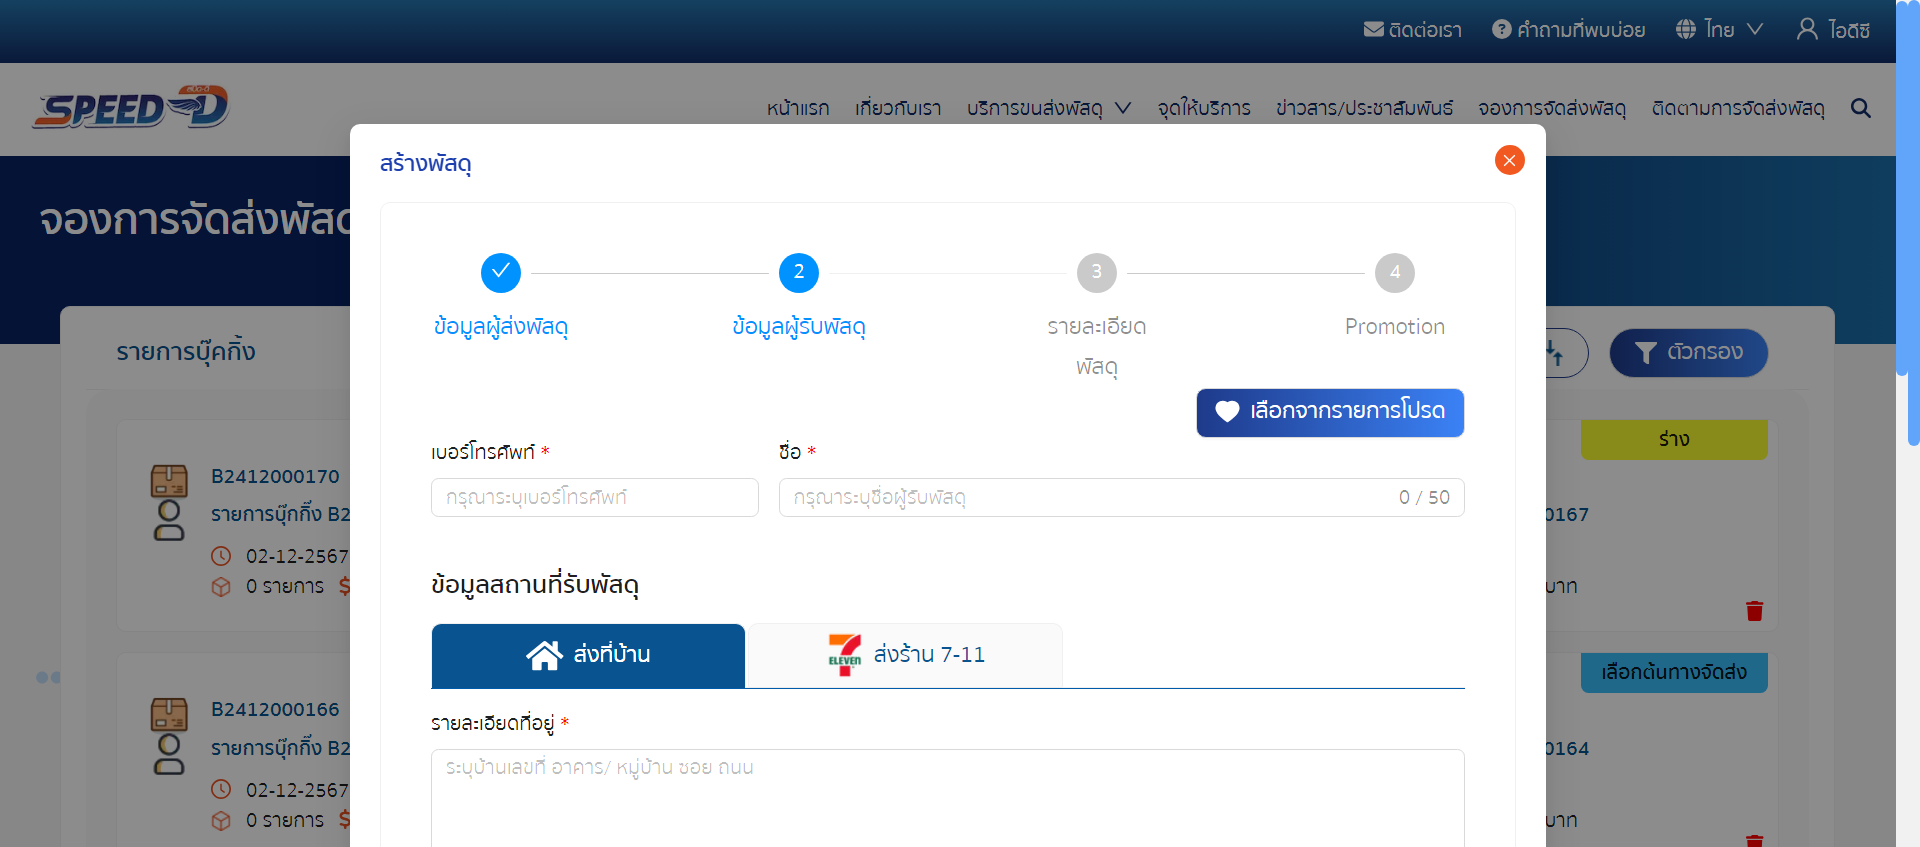 ติดต่อเรา
คำถามที่พบบ่อย
ไทย
ไอดีซี
SPEED-D
หน้าแรก
เกี่ยวกับเรา
บริการขนส่งพัสดุ
จุดให้บริการ
ข่าวสาร/ประชาสัมพันธ์
จองการจัดส่งพัสดุ
ติดตามการจัดส่งพัสดุ
จองการจัดส่งพัสดุ
สร้างพัสดุ
2
3
4
ข้อมูลผู้ส่งพัสดุ
ข้อมูลผู้รับพัสดุ
รายละเอียด
พัสดุ
Promotion
รายการบุ๊คกิ้ง
ตัวกรอง
เลือกจากรายการโปรด
ร่าง
เบอร์โทรศัพท์ *
ชื่อ *
กรุณาระบุเบอร์โทรศัพท์
กรุณาระบุชื่อผู้รับพัสดุ
0 / 50
B2412000170
รายการบุ๊กกิ้ง B2
02-12-2567
0 รายการ $
0167
บาท
ข้อมูลสถานที่รับพัสดุ
ส่งที่บ้าน
7 ELEVEN
ส่งร้าน 7-11
เลือกต้นทางจัดส่ง
รายละเอียดที่อยู่ *
ระบุบ้านเลขที่ อาคาร/ หมู่บ้าน ซอย ถนน
B2412000166
รายการบุ๊กกิ้ง B2
02-12-2567
0 รายการ $
0164
บาท